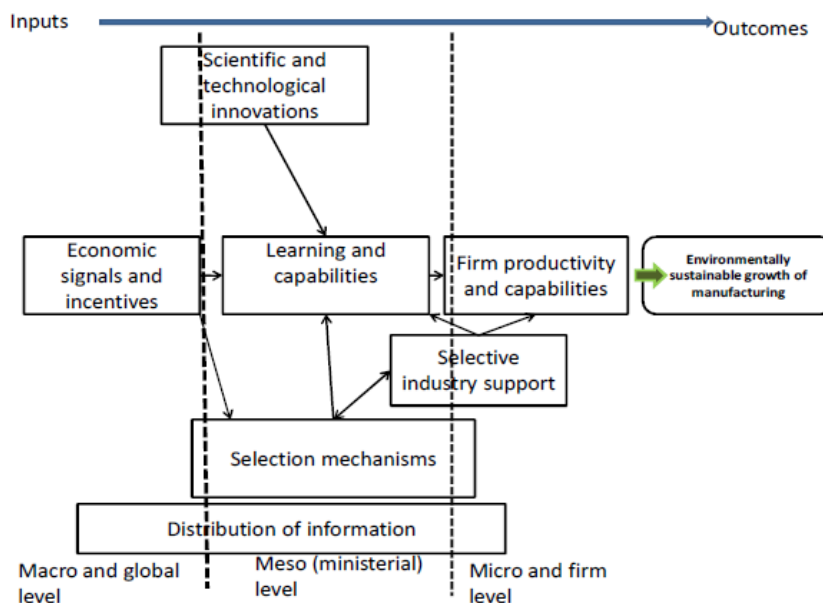 Inputs
Outcomes
Scientific and
technological
innovations
Economic
signals and
incentives
Learning and
capabilities
Firm productivity
and capabilities
Environmentally
sustainable growth of
manufacturing
Selective
industry support
Selection mechanisms
Distribution of information
Macro and global level
Meso (ministerial)
level
Micro and firm level